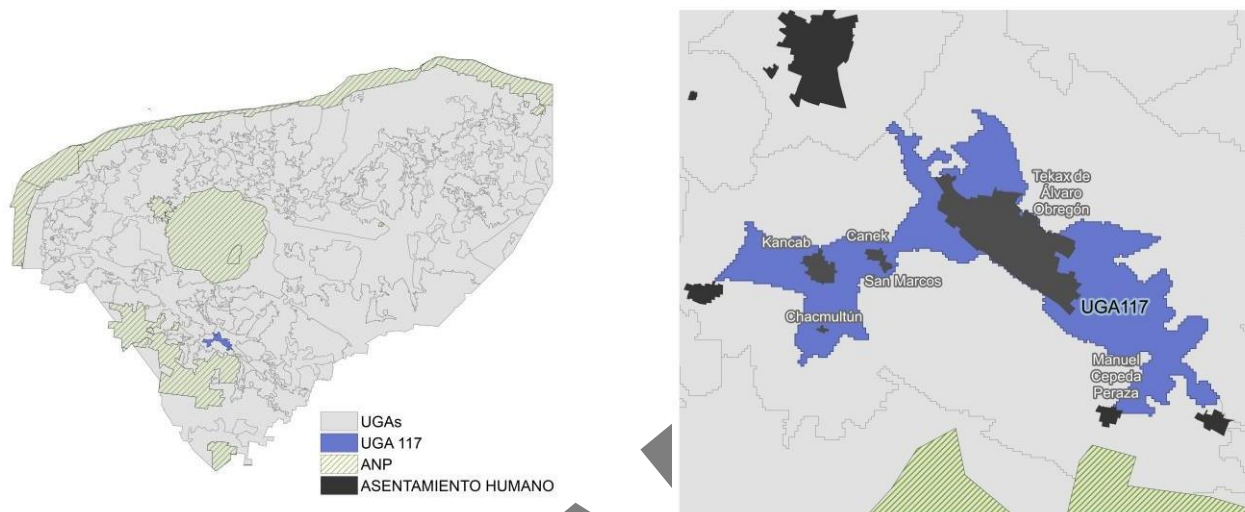 UGAs
UGA 117
ANP
ASENTAMIENTO HUMANO
Tekax de
Álvaro
Obregón
Kancab
Canek
San Marcos
Chacmultún
UGA117
Manuel
Cepeda
Peraza